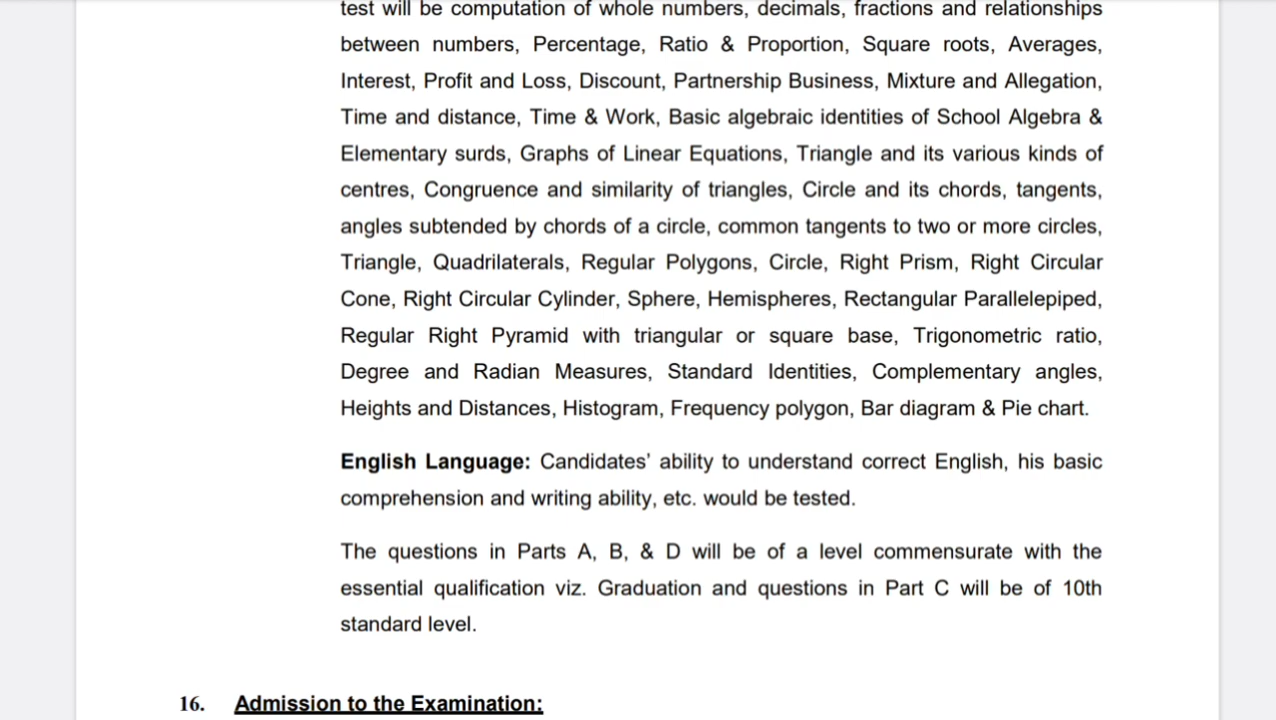 test will be computation of whole numbers, decimals, fractions and relationships
between numbers, Percentage, Ratio & Proportion, Square roots, Averages,
Interest, Profit and Loss, Discount, Partnership Business, Mixture and Allegation,
Time and distance, Time & Work, Basic algebraic identities of School Algebra &
Elementary surds, Graphs of Linear Equations, Triangle and its various kinds of
centres, Congruence and similarity of triangles, Circle and its chords, tangents,
angles subtended by chords of a circle, common tangents to two or more circles,
Triangle, Quadrilaterals, Regular Polygons, Circle, Right Prism, Right Circular
Cone, Right Circular Cylinder, Sphere, Hemispheres, Rectangular Parallelepiped,
Regular Right Pyramid with triangular or square base, Trigonometric ratio,
Degree and Radian Measures, Standard Identities, Complementary angles,
Heights and Distances, Histogram, Frequency polygon, Bar diagram & Pie chart.
English Language: Candidates' ability to understand correct English, his basic
comprehension and writing ability, etc. would be tested.
The questions in Parts A, B, & D will be of a level commensurate with the
essential qualification viz. Graduation and questions in Part C will be of 10th
standard level.
16. Admission to the Examination: